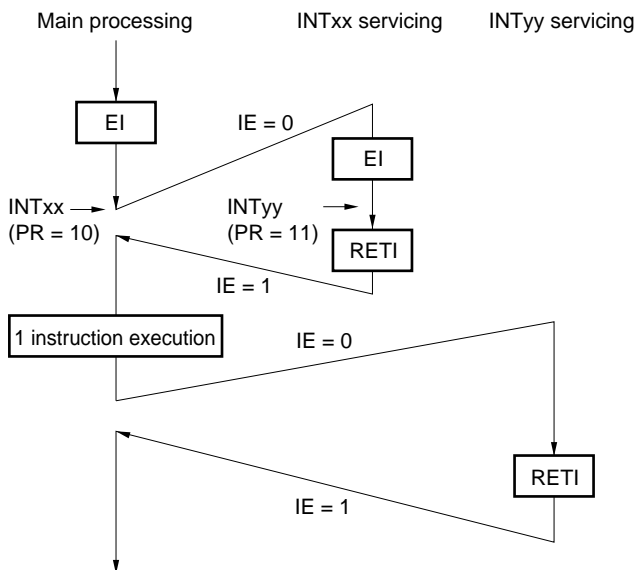 Main processing
INTxx servicing
INTyy servicing
EI
IE = 0
EI
INTxx
(PR = 10)
INTyy
(PR = 11)
RETI
IE = 1
1 instruction execution
IE = 0
RETI
IE = 1